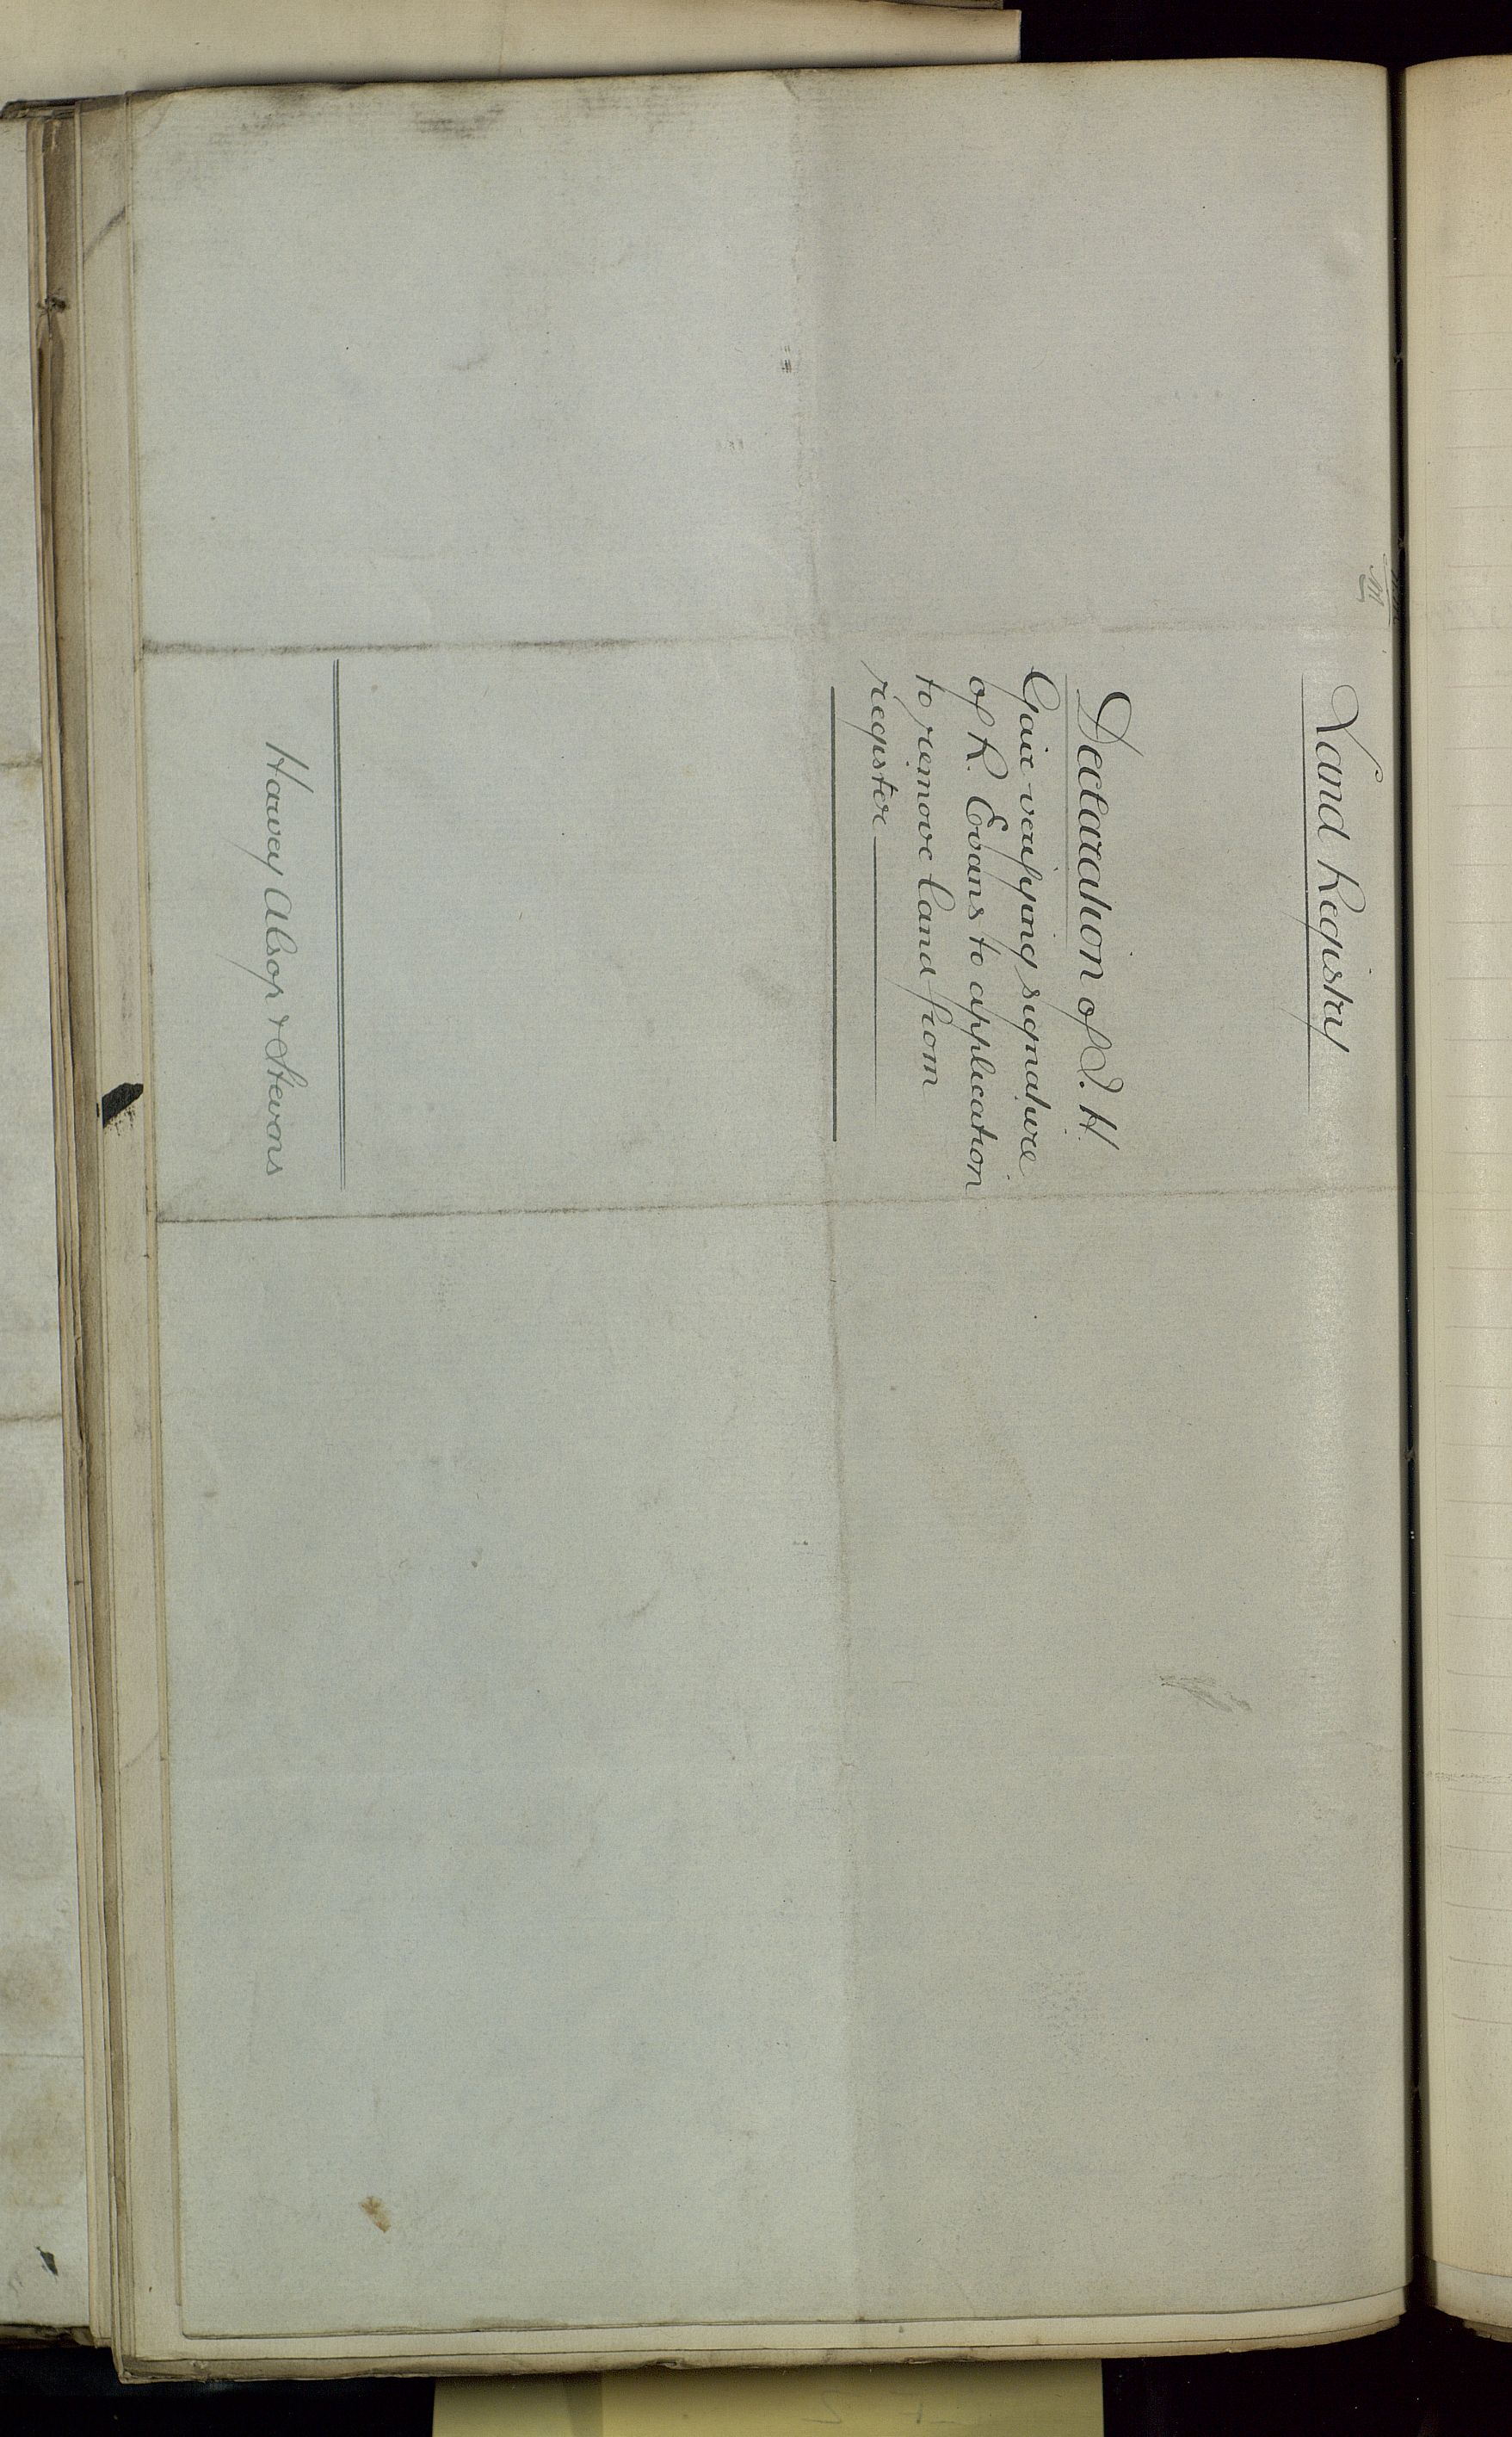 Land Registry
Declaration of J. H.
Gair verifying signature
of R. Evans to application
to remove land from
register
Harvey Alsop & Stevens